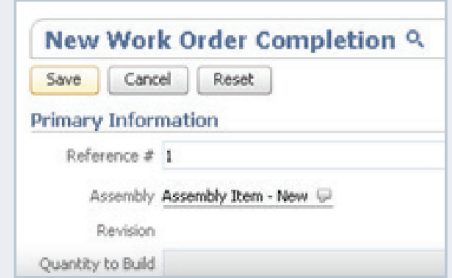 New Work Order Completion
Save Cancel Reset
Primary Information
Reference # 1
Assembly Assembly Item - New
Revision
Quantity to Build